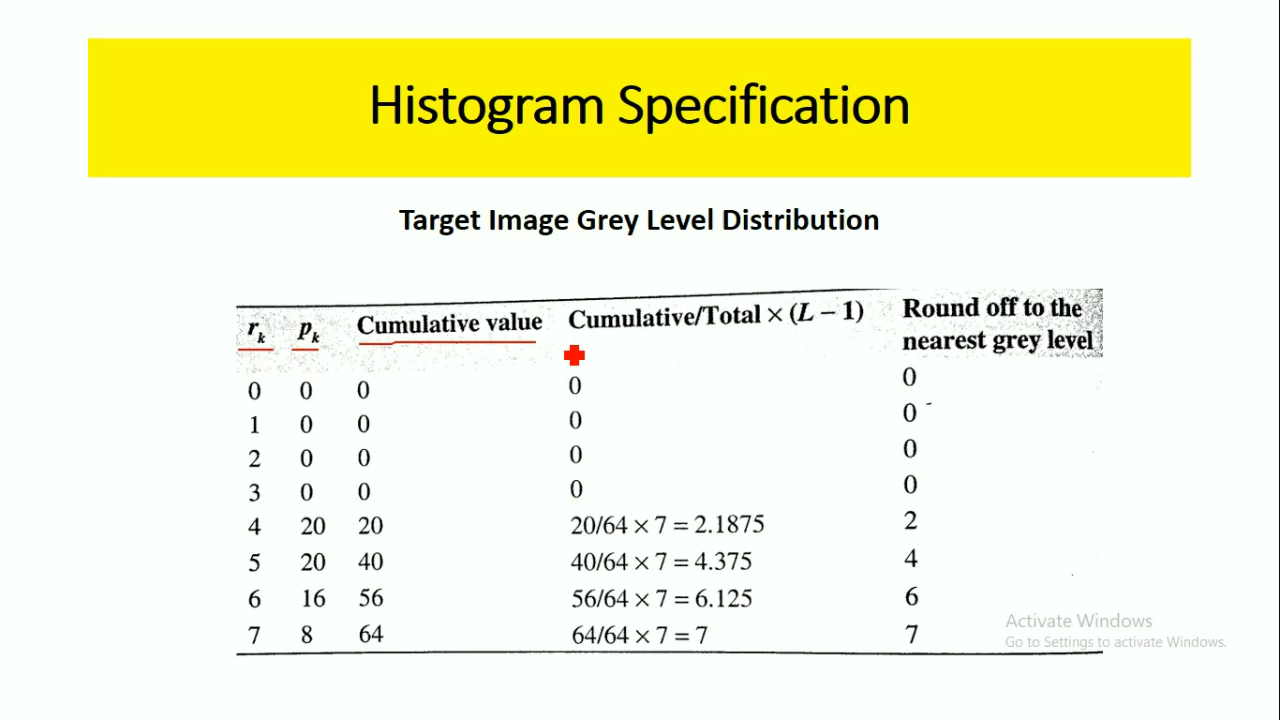 Histogram Specification
Target Image Grey Level Distribution
r_k p_k Cumulative value Cumulative/Total × (L − 1) Round off to the nearest grey level
0 0 0 0 0
1 0 0 0 0
2 0 0 0 0
3 0 0 0 0
4 20 20 20/64 × 7 = 2.1875 2
5 20 40 40/64 × 7 = 4.375 4
6 16 56 56/64 × 7 = 6.125 6
7 8 64 64/64 × 7 = 7 7
Activate Windows
Go to Settings to activate Windows.